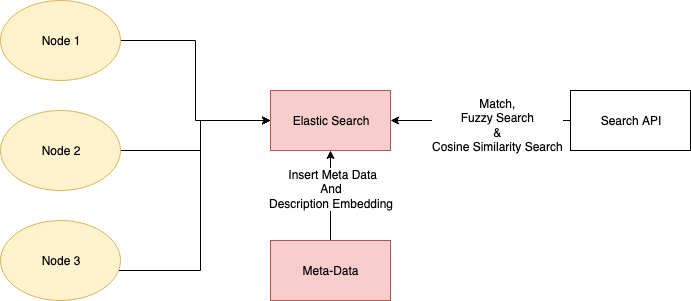 Node 1
Node 2
Node 3
Elastic Search
Insert Meta Data
And
Description Embedding
Meta-Data
Match,
Fuzzy Search
&
Cosine Similarity Search
Search API